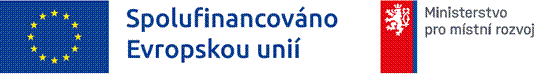 Spolufinancováno
Evropskou unií
Ministerstvo
pro místní rozvoj